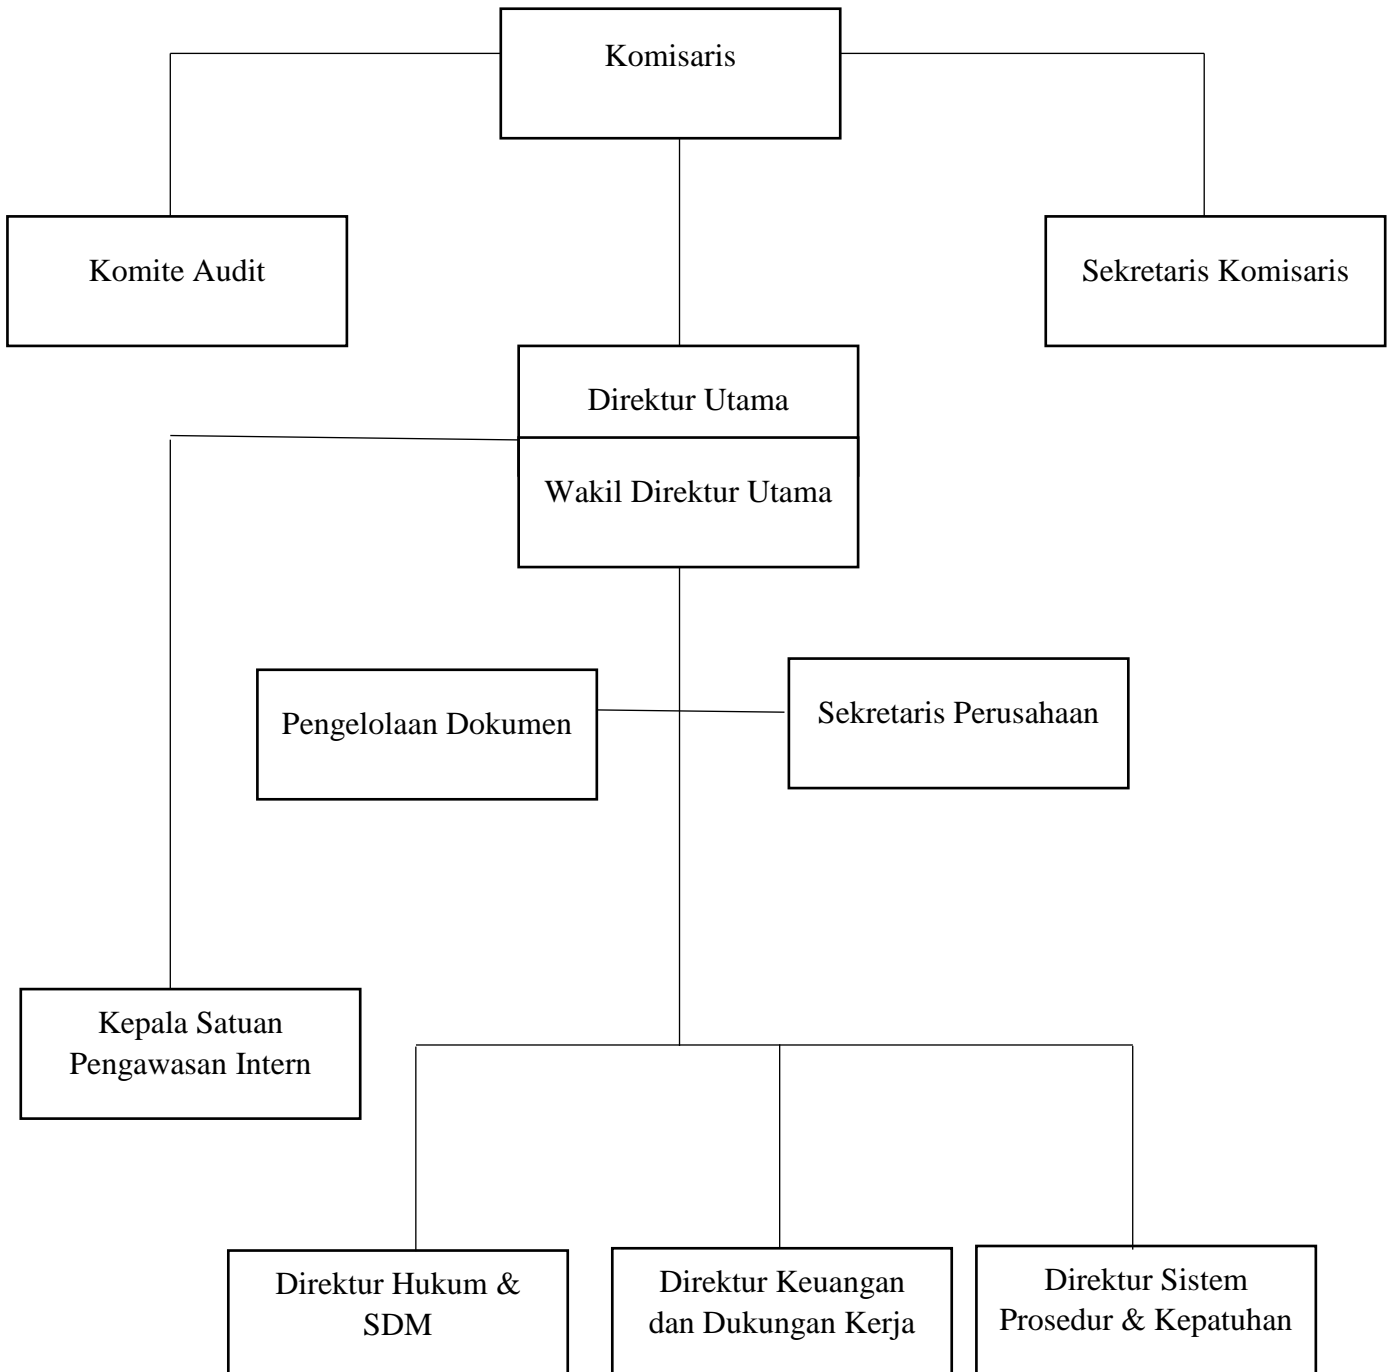 Komisaris
Komite Audit
Sekretaris Komisaris
Direktur Utama
Wakil Direktur Utama
Pengelolaan Dokumen
Sekretaris Perusahaan
Kepala Satuan
Pengawasan Intern
Direktur Hukum &
SDM
Direktur Keuangan
dan Dukungan Kerja
Direktur Sistem
Prosedur & Kepatuhan